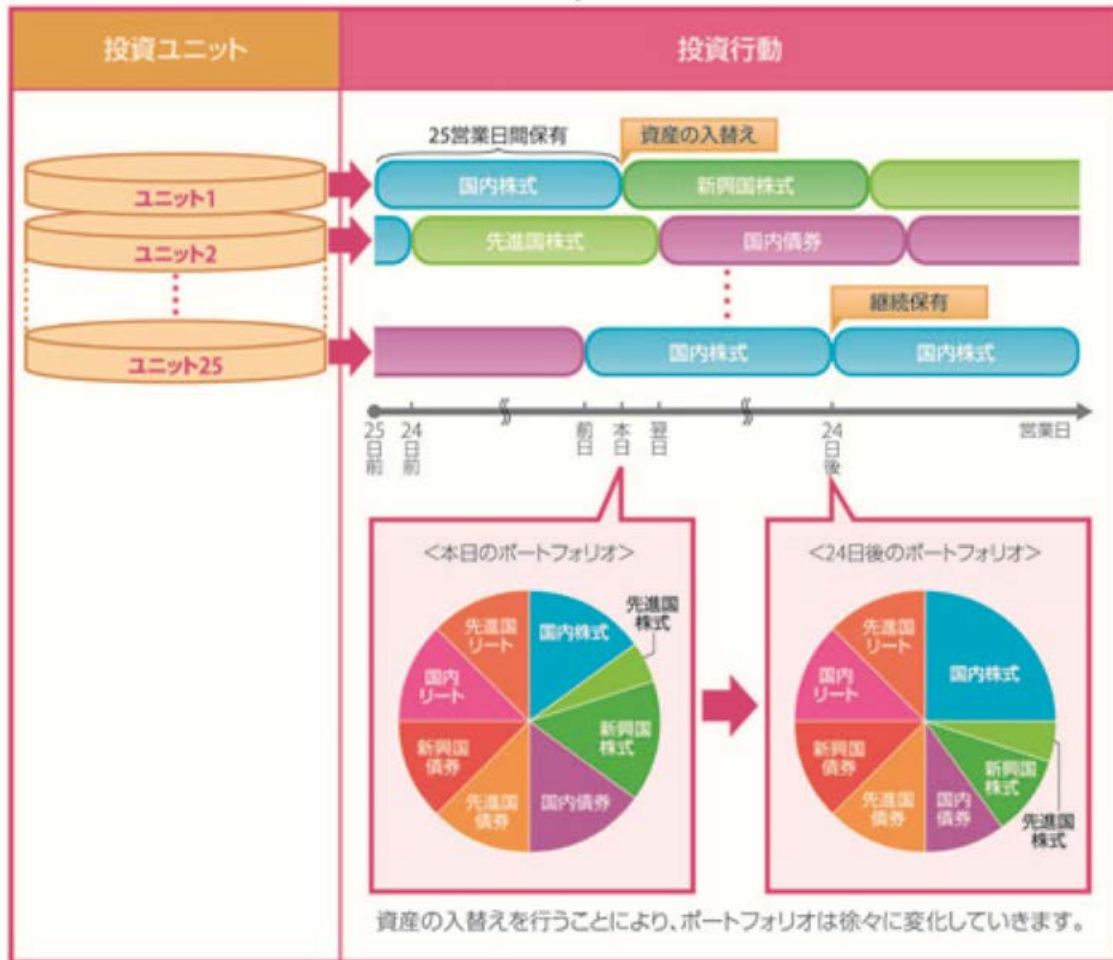 投資ユニット
投資行動
25営業日間保有
資産の入替え
ユニット1
国内株式
新興国株式
ユニット2
先進国株式
国内債券
継続保有
ユニット25
国内株式
国内株式
25日前
24日前
前日
本日
翌日
24日後
営業日
<本日のポートフォリオ>
国内株式
先進国
株式
新興国
株式
国内債券
先進国
債券
新興国
債券
国内
リート
先進国
リート
<24日後のポートフォリオ>
国内株式
先進国
株式
新興国
株式
国内
債券
先進国
債券
新興国
債券
国内
リート
先進国
リート
資産の入替えを行うことにより、ポートフォリオは徐々に変化していきます。